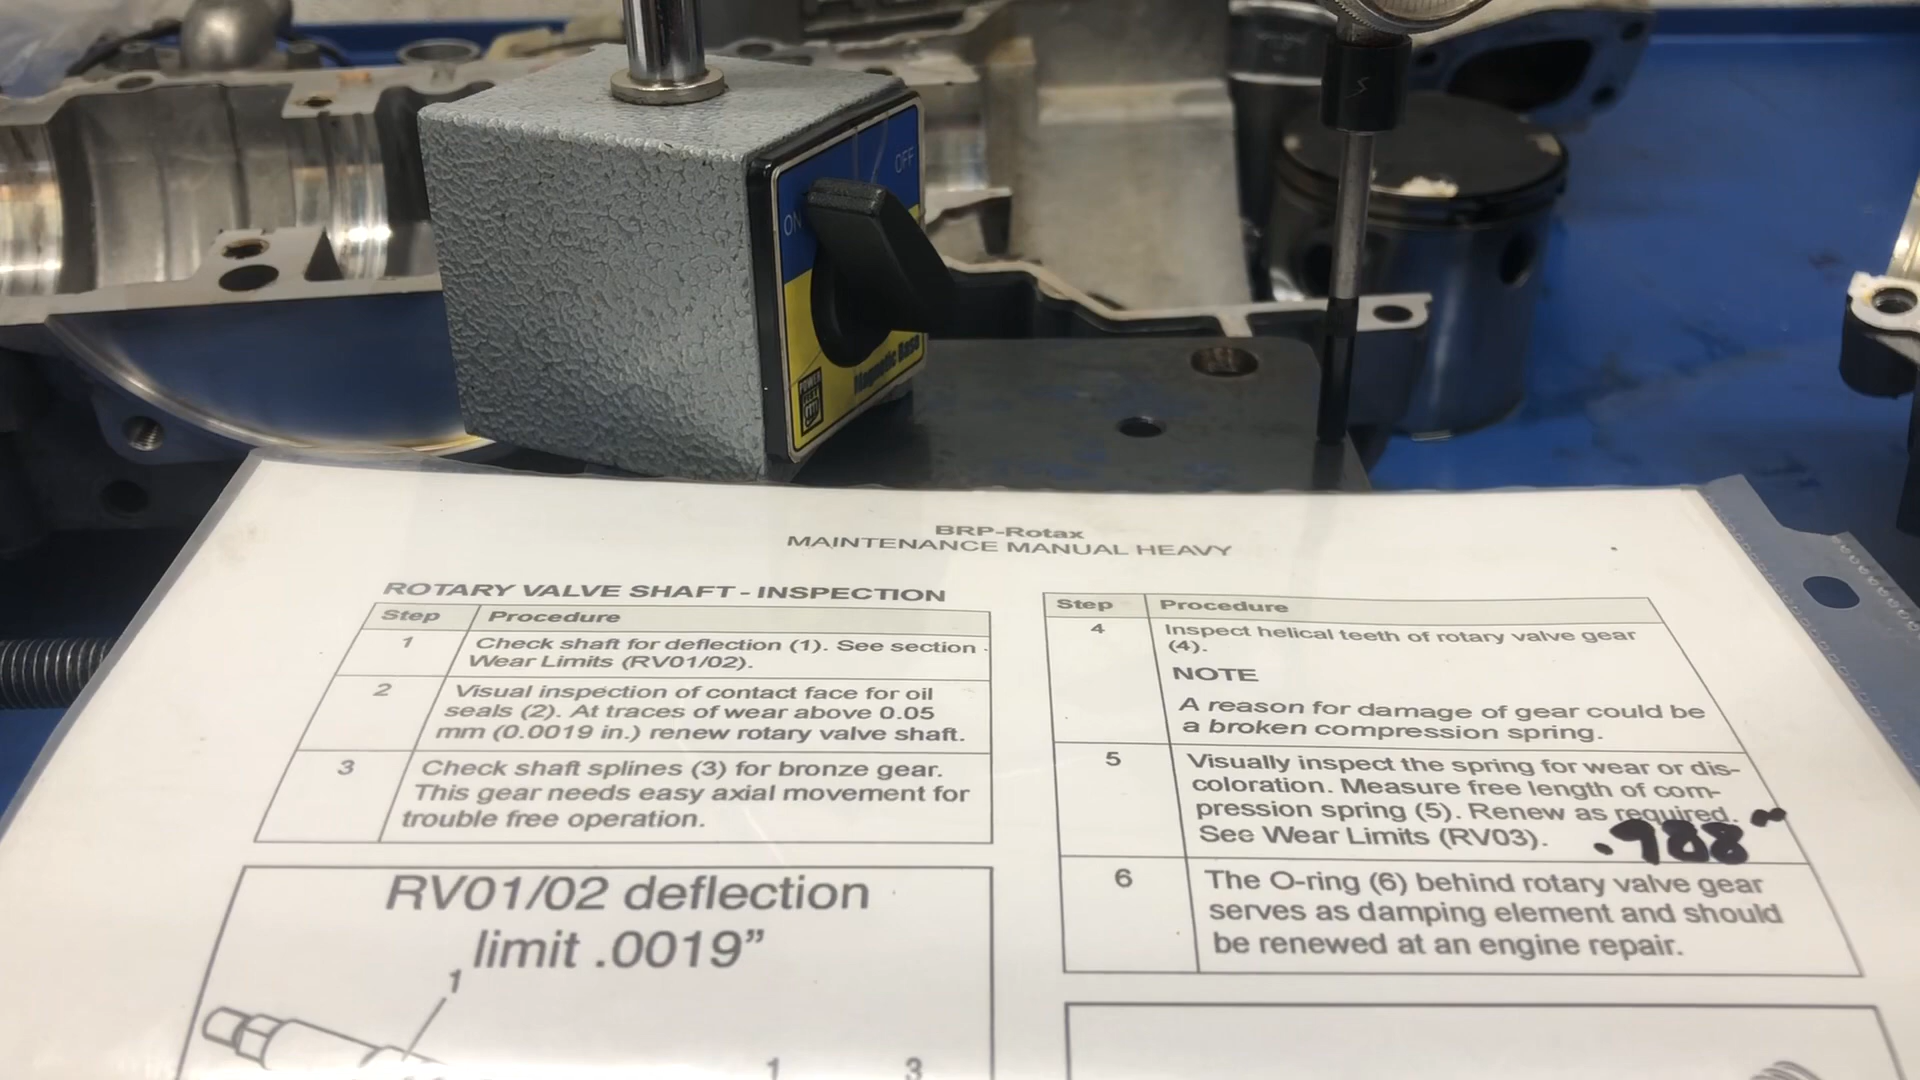 OFF
ON
Magnetic Base
BRP-Rotax
MAINTENANCE MANUAL HEAVY
ROTARY VALVE SHAFT - INSPECTION
Step Procedure
1 Check shaft for deflection (1). See section
Wear Limits (RV01/02).
2 Visual inspection of contact face for oil
seals (2). At traces of wear above 0.05
mm (0.0019 in.) renew rotary valve shaft.
3 Check shaft splines (3) for bronze gear.
This gear needs easy axial movement for
trouble free operation.
RV01/02 deflection
limit .0019”
1
1 3
Step Procedure
4 Inspect helical teeth of rotary valve gear
(4).
NOTE
A reason for damage of gear could be
a broken compression spring.
5 Visually inspect the spring for wear or dis-
coloration. Measure free length of com-
pression spring (5). Renew as required.
See Wear Limits (RV03). .988"
6 The O-ring (6) behind rotary valve gear
serves as damping element and should
be renewed at an engine repair.